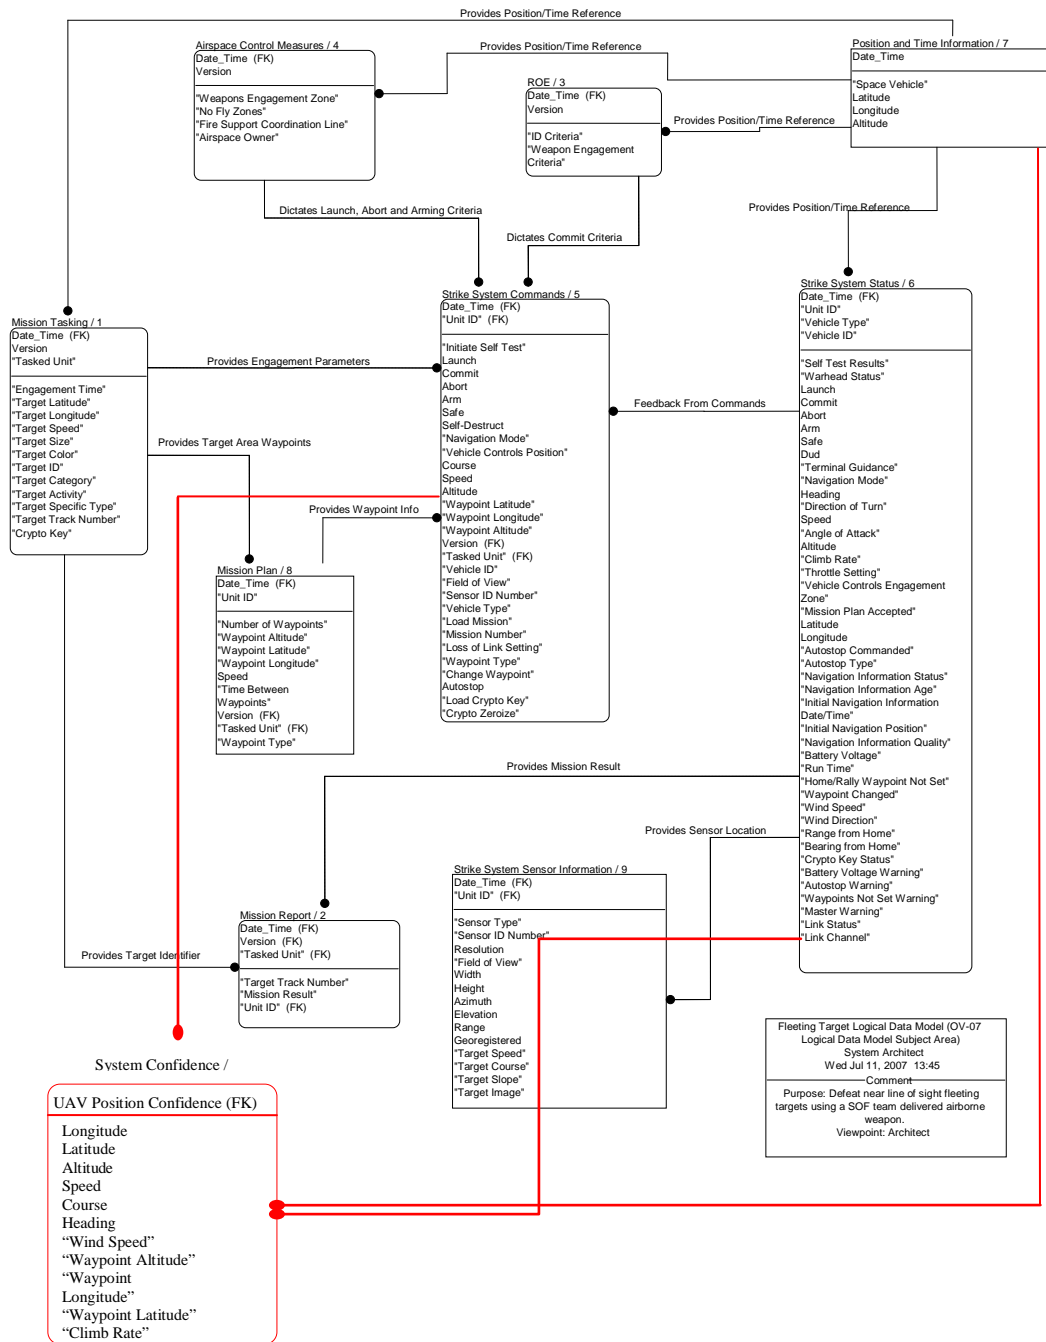 Provides Position/Time Reference
Airspace Control Measures / 4
Date_Time (FK)
Version
"Weapons Engagement Zone"
"No Fly Zones"
"Fire Support Coordination Line"
"Airspace Owner"
Provides Position/Time Reference
Position and Time Information / 7
Date_Time
"Space Vehicle"
Latitude
Longitude
Altitude
ROE / 3
Date_Time (FK)
Version
"ID Criteria"
"Weapon Engagement
Criteria"
Provides Position/Time Reference
Provides Position/Time Reference
Dictates Launch, Abort and Arming Criteria
Dictates Commit Criteria
Mission Tasking / 1
Date_Time (FK)
Version
"Tasked Unit"
"Engagement Time"
"Target Latitude"
"Target Longitude"
"Target Speed"
"Target Size"
"Target Color"
"Target ID"
"Target Category"
"Target Activity"
"Target Specific Type"
"Target Track Number"
"Crypto Key"
Provides Engagement Parameters
Provides Target Area Waypoints
Provides Waypoint Info
Strike System Commands / 5
Date_Time (FK)
"Unit ID" (FK)
"Initiate Self Test"
Launch
Commit
Abort
Arm
Safe
Self-Destruct
"Navigation Mode"
"Vehicle Controls Position"
Course
Speed
Altitude
"Waypoint Latitude"
"Waypoint Longitude"
"Waypoint Altitude"
Version (FK)
"Tasked Unit" (FK)
"Vehicle ID"
"Field of View"
"Sensor ID Number"
"Vehicle Type"
"Load Mission"
"Mission Number"
"Loss of Link Setting"
"Waypoint Type"
"Change Waypoint"
Autostop
"Load Crypto Key"
"Crypto Zeroize"
Feedback From Commands
Strike System Status / 6
Date_Time (FK)
"Unit ID"
"Vehicle Type"
"Vehicle ID"
"Self Test Results"
"Warhead Status"
Launch
Commit
Abort
Arm
Safe
Dud
"Terminal Guidance"
"Navigation Mode"
Heading
"Direction of Turn"
Speed
"Angle of Attack"
Altitude
"Climb Rate"
"Throttle Setting"
"Vehicle Controls Engagement
Zone"
"Mission Plan Accepted"
Latitude
Longitude
"Autostop Commanded"
"Autostop Type"
"Navigation Information Status"
"Navigation Information Age"
"Initial Navigation Information
Date/Time"
"Initial Navigation Position"
"Navigation Information Quality"
"Battery Voltage"
"Run Time"
"Home/Rally Waypoint Not Set"
"Waypoint Changed"
"Wind Speed"
"Wind Direction"
"Range from Home"
"Bearing from Home"
"Crypto Key Status"
"Battery Voltage Warning"
"Autostop Warning"
"Waypoints Not Set Warning"
"Master Warning"
"Link Status"
"Link Channel"
Mission Plan / 8
Date_Time (FK)
"Unit ID"
"Number of Waypoints"
"Waypoint Altitude"
"Waypoint Latitude"
"Waypoint Longitude"
Speed
"Time Between
Waypoints"
Version (FK)
"Tasked Unit" (FK)
"Waypoint Type"
Provides Mission Result
Provides Sensor Location
Strike System Sensor Information / 9
Date_Time (FK)
"Unit ID" (FK)
"Sensor Type"
"Sensor ID Number"
Resolution
"Field of View"
Width
Height
Azimuth
Elevation
Range
Georegistered
"Target Speed"
"Target Course"
"Target Slope"
"Target Image"
Mission Report / 2
Date_Time (FK)
Version (FK)
"Tasked Unit" (FK)
"Target Track Number"
"Mission Result"
"Unit ID" (FK)
Provides Target Identifier
System Confidence /
UAV Position Confidence (FK)
Longitude
Latitude
Altitude
Speed
Course
Heading
“Wind Speed”
“Waypoint Altitude”
“Waypoint
Longitude”
“Waypoint Latitude”
“Climb Rate”
Fleeting Target Logical Data Model (OV-07
Logical Data Model Subject Area)
System Architect
Wed Jul 11, 2007 13:45
Comment
Purpose: Defeat near line of sight fleeting
targets using a SOF team delivered airborne
weapon.
Viewpoint: Architect